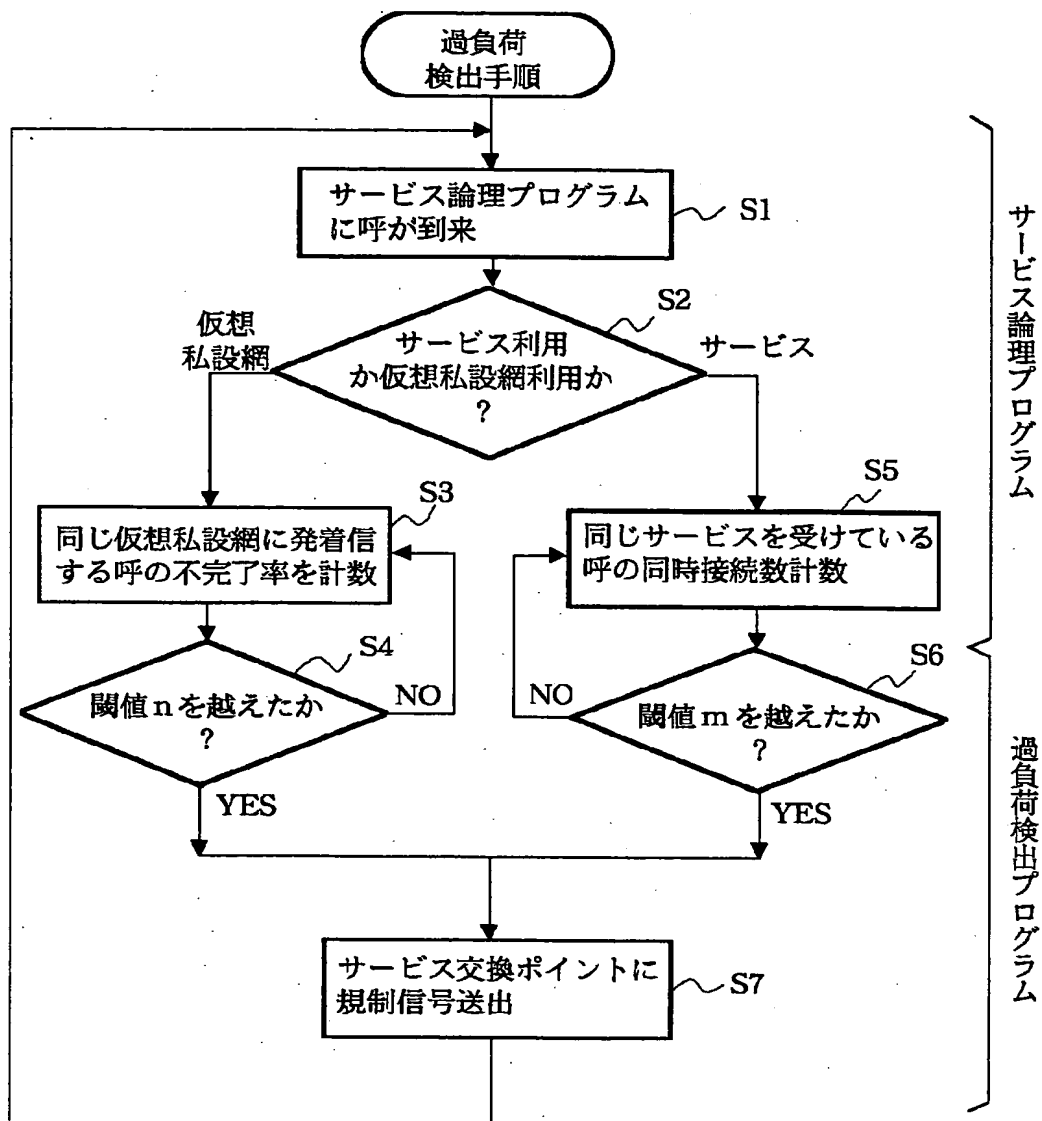 過負荷
検出手順
サービス論理プログラム
に呼が到来
S1
S2
仮想
私設網
サービス利用
か仮想私設網利用か
?
サービス
S3
同じ仮想私設網に発着信
する呼の不完了率を計数
S5
同じサービスを受けている
呼の同時接続数計数
S4
閾値nを越えたか
?
NO
YES
S6
閾値mを越えたか
?
NO
YES
サービス交換ポイントに
規制信号送出
S7
サービス論理プログラム
過負荷検出プログラム